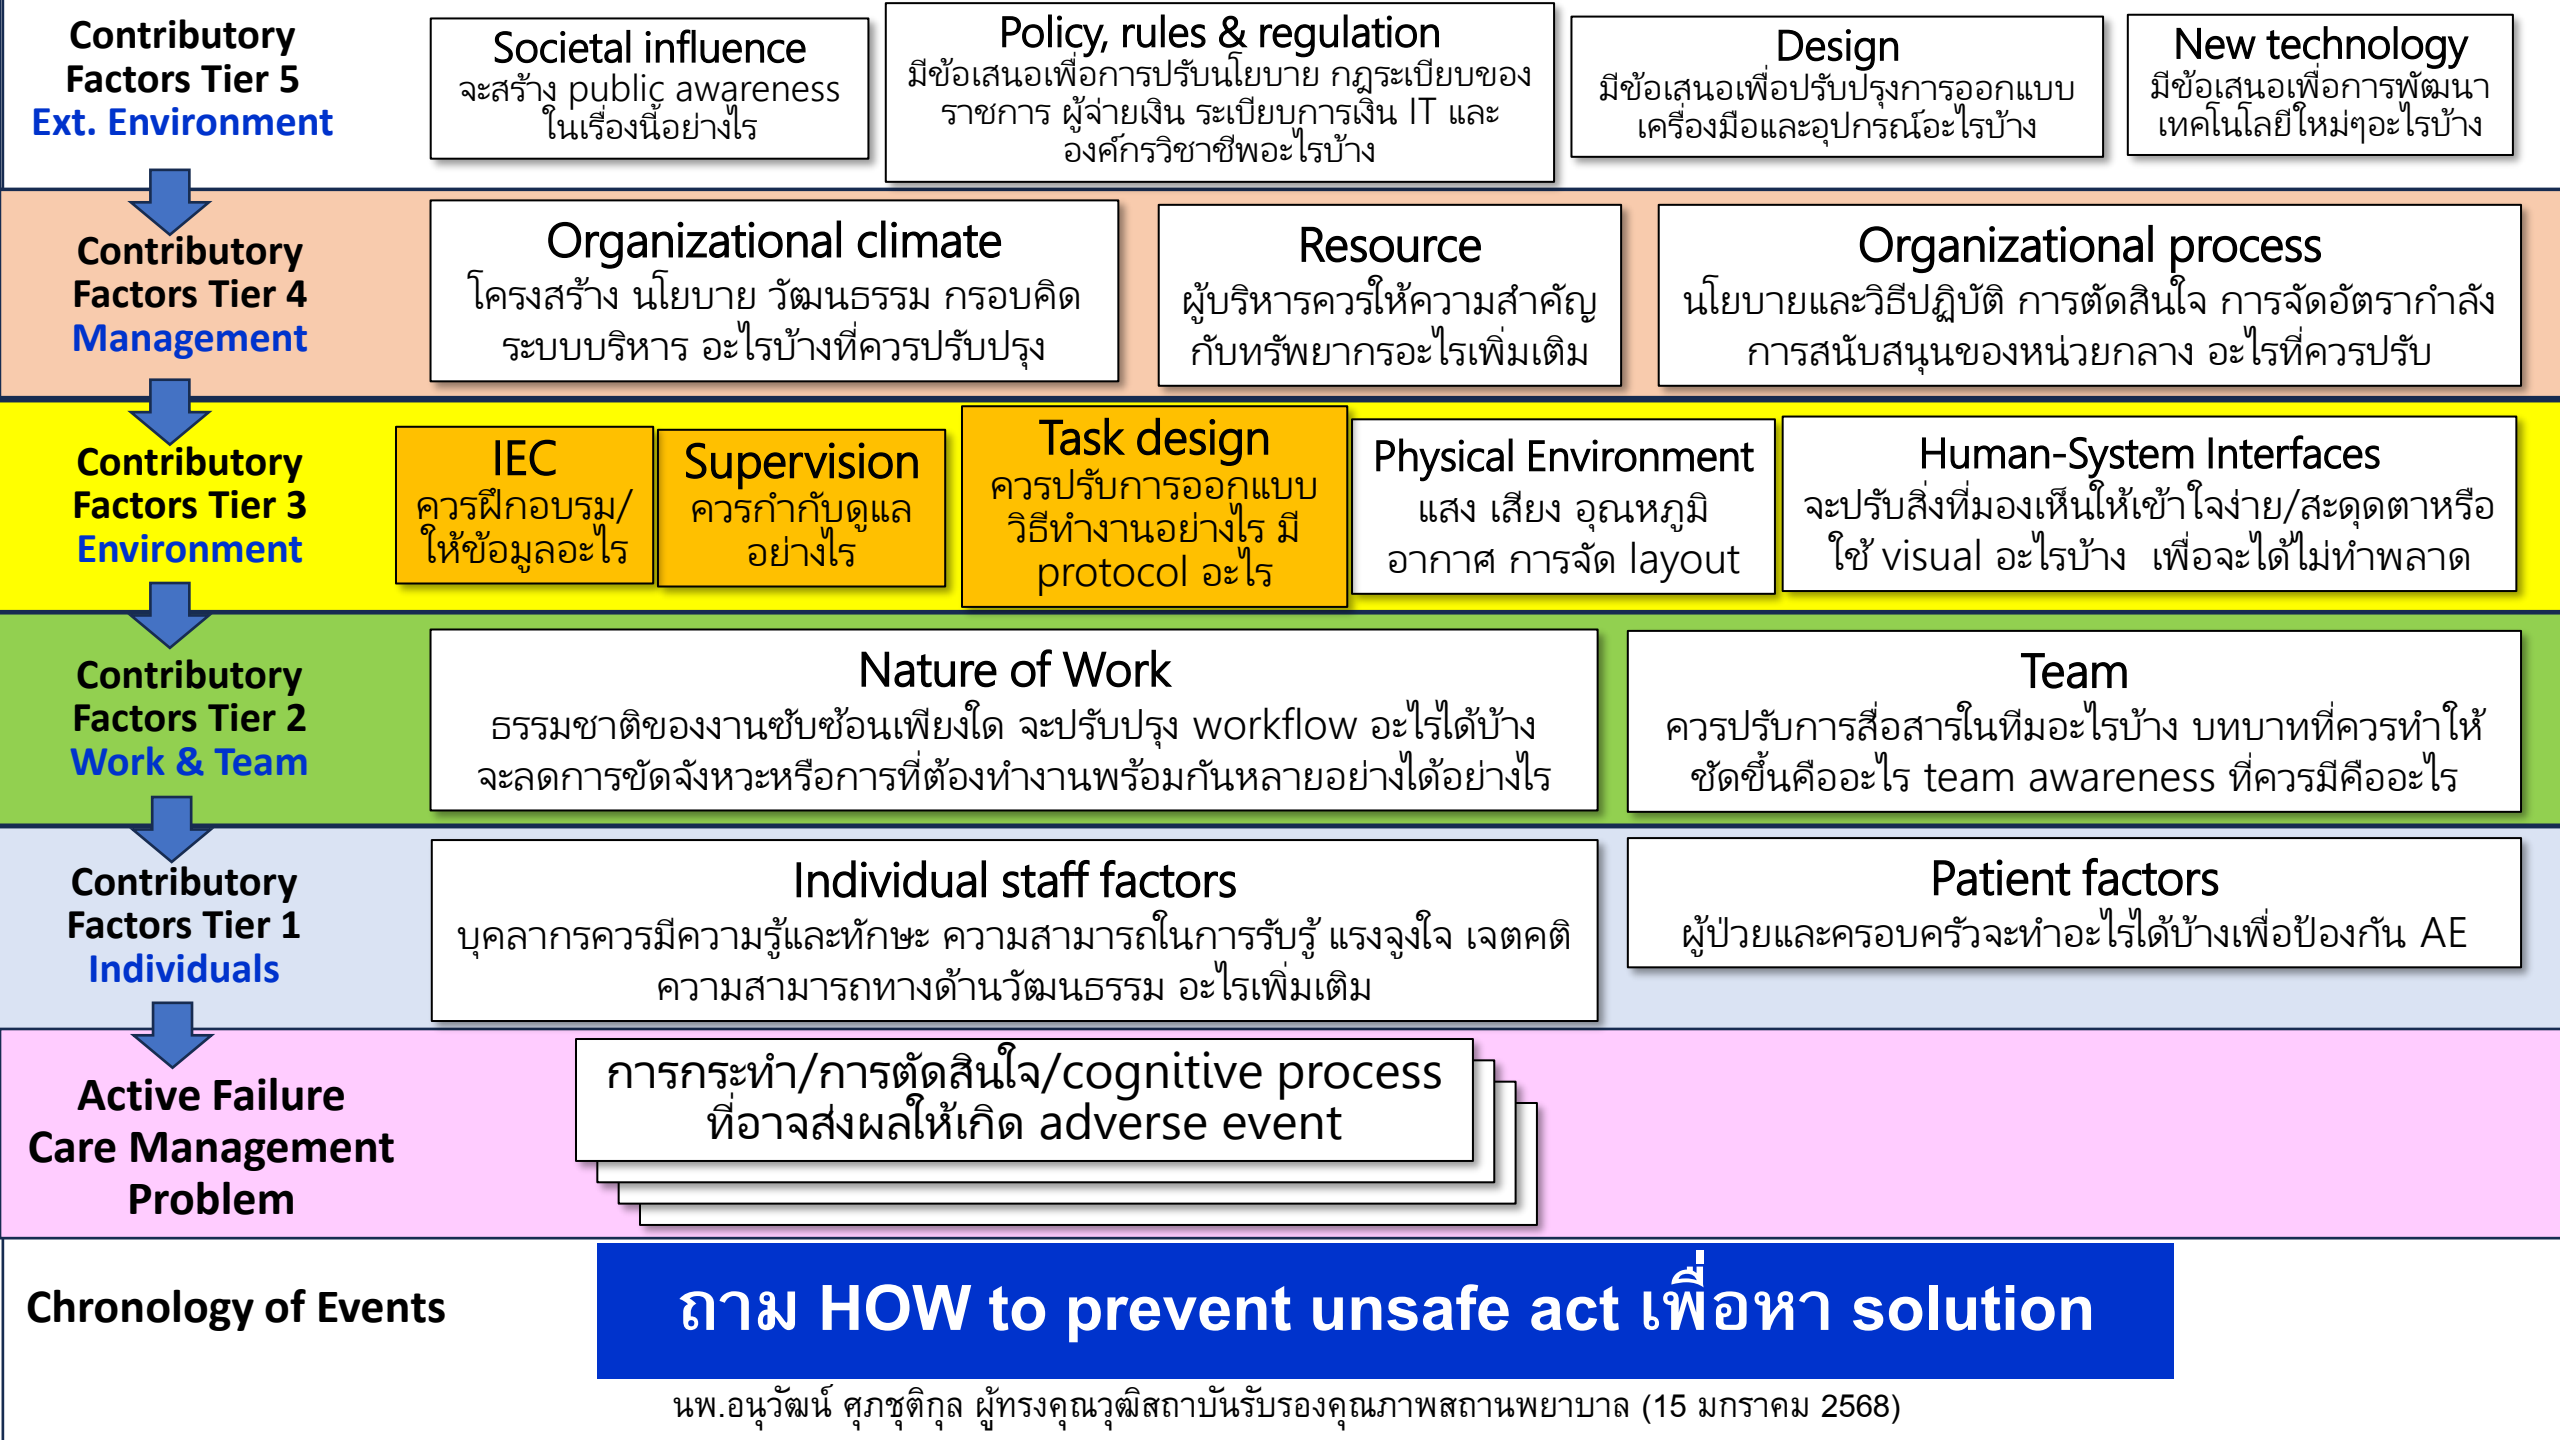 Contributory
Factors Tier 5
Ext. Environment
Societal influence
จะสร้าง public awareness
ในเรื่องนี้อย่างไร
Policy, rules & regulation
มีข้อเสนอเพื่อการปรับนโยบาย กฎระเบียบของ
ราชการ ผู้จ่ายเงิน ระเบียบการเงิน IT และ
องค์กรวิชาชีพอะไรบ้าง
Design
มีข้อเสนอเพื่อปรับปรุงการออกแบบ
เครื่องมือและอุปกรณ์อะไรบ้าง
New technology
มีข้อเสนอเพื่อการพัฒนา
เทคโนโลยีใหม่ๆอะไรบ้าง
Contributory
Factors Tier 4
Management
Organizational climate
โครงสร้าง นโยบาย วัฒนธรรม กรอบคิด
ระบบบริหาร อะไรบ้างที่ควรปรับปรุง
Resource
ผู้บริหารควรให้ความสำคัญ
กับทรัพยากรอะไรเพิ่มเติม
Organizational process
นโยบายและวิธีปฏิบัติ การตัดสินใจ การจัดอัตรากำลัง
การสนับสนุนของหน่วยกลาง อะไรที่ควรปรับ
Contributory
Factors Tier 3
Environment
IEC
ควรฝึกอบรม/
ให้ข้อมูลอะไร
Supervision
ควรกำกับดูแล
อย่างไร
Task design
ควรปรับการออกแบบ
วิธีทำงานอย่างไร มี
protocol อะไร
Physical Environment
แสง เสียง อุณหภูมิ
อากาศ การจัด layout
Human-System Interfaces
จะปรับสิ่งที่มองเห็นให้เข้าใจง่าย/สะดุดตาหรือ
ใช้ visual อะไรบ้าง เพื่อจะได้ไม่ทำพลาด
Contributory
Factors Tier 2
Work & Team
Nature of Work
ธรรมชาติของงานซับซ้อนเพียงใด จะปรับปรุง workflow อะไรได้บ้าง
จะลดการขัดจังหวะหรือการที่ต้องทำงานพร้อมกันหลายอย่างได้อย่างไร
Team
ควรปรับการสื่อสารในทีมอะไรบ้าง บทบาทที่ควรทำให้
ชัดขึ้นคืออะไร team awareness ที่ควรมีคืออะไร
Contributory
Factors Tier 1
Individuals
Individual staff factors
บุคลากรควรมีความรู้และทักษะ ความสามารถในการรับรู้ แรงจูงใจ เจตคติ
ความสามารถทางด้านวัฒนธรรม อะไรเพิ่มเติม
Patient factors
ผู้ป่วยและครอบครัวจะทำอะไรได้บ้างเพื่อป้องกัน AE
Active Failure
Care Management
Problem
การกระทำ/การตัดสินใจ/cognitive process
ที่อาจส่งผลให้เกิด adverse event
Chronology of Events
ถาม HOW to prevent unsafe act เพื่อหา solution
นพ.อนุวัฒน์ ศุภชุติกุล ผู้ทรงคุณวุฒิสถาบันรับรองคุณภาพสถานพยาบาล (15 มกราคม 2568)